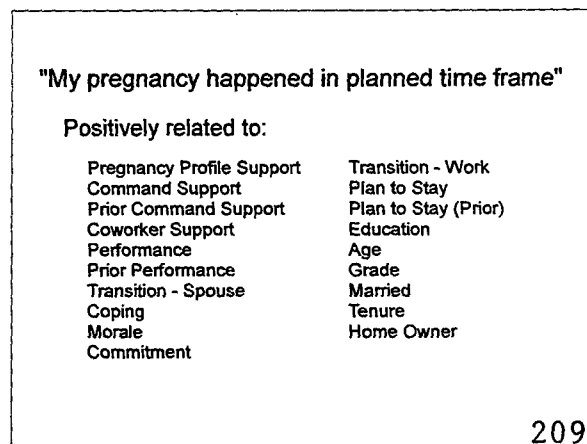 "My pregnancy happened in planned time frame"
Positively related to:
Pregnancy Profile Support
Command Support
Prior Command Support
Coworker Support
Performance
Prior Performance
Transition - Spouse
Coping
Morale
Commitment
Transition - Work
Plan to Stay
Plan to Stay (Prior)
Education
Age
Grade
Married
Tenure
Home Owner
209